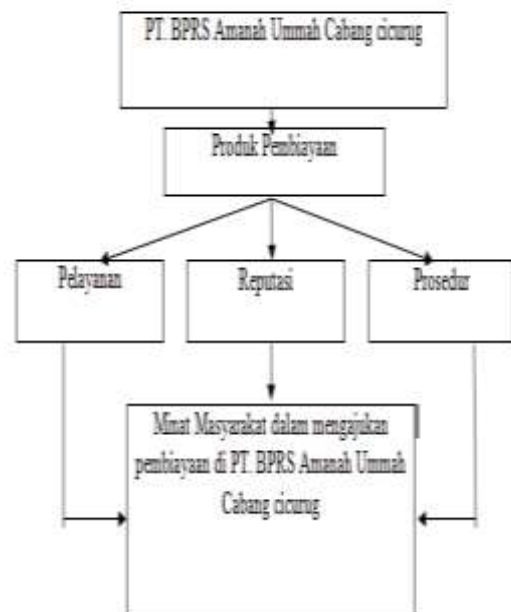 PT. BPRS Amanah Ummah Cabang cicurug
Produk Pembiayaan
Pelayanan
Reputasi
Prosedur
Minat Masyarakat dalam mengajukan
pembiayaan di PT. BPRS Amanah Ummah
Cabang cicurug